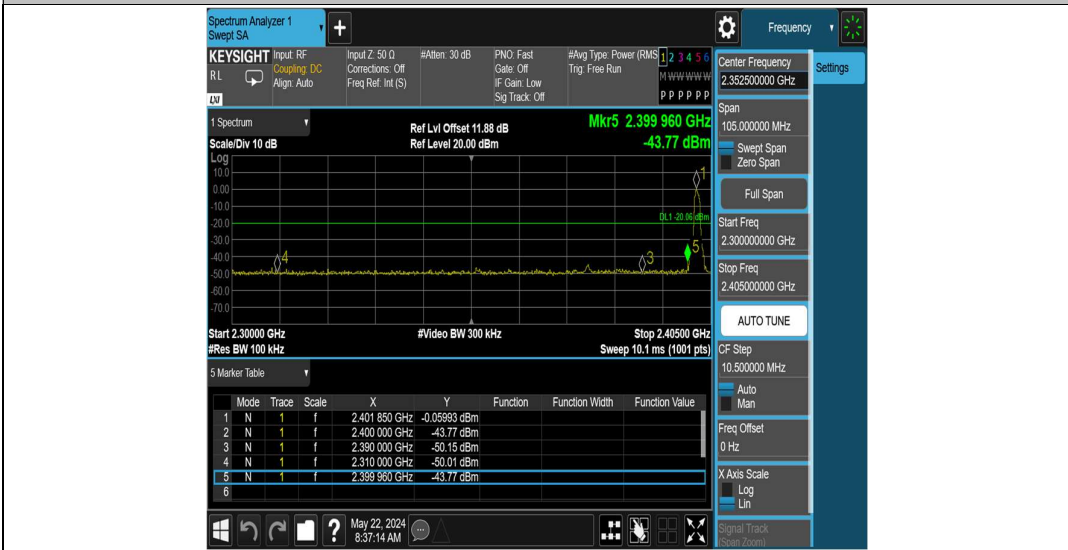 Spectrum Analyzer 1
Swept SA
+
Frequency
KEYSIGHT
RL
LXI
Input: RF
Coupling: DC
Align: Auto
Input Z: 50 Ω
Corrections: Off
Freq Ref: Int (S)
#Atten: 30 dB
PNO: Fast
Gate: Off
IF Gain: Low
Sig Track: Off
#Avg Type: Power (RMS
Trig: Free Run
1 2 3 4 5 6
M W W W W W
P P P P P P
1 Spectrum
Scale/Div 10 dB
Ref Lvl Offset 11.88 dB
Ref Level 20.00 dBm
Mkr5 2.399 960 GHz
-43.77 dBm
Log
10.0
0.00
-10.0
-20.0
-30.0
-40.0
-50.0
-60.0
-70.0
1
DL1 -20.06 dBm
5
3
4
Start 2.30000 GHz
#Video BW 300 kHz
Stop 2.40500 GHz
#Res BW 100 kHz
Sweep 10.1 ms (1001 pts)
5 Marker Table
Mode Trace Scale X Y Function Function Width Function Value
1 N 1 f 2.401 850 GHz -0.05993 dBm
2 N 1 f 2.400 000 GHz -43.77 dBm
3 N 1 f 2.390 000 GHz -50.15 dBm
4 N 1 f 2.310 000 GHz -50.01 dBm
5 N 1 f 2.399 960 GHz -43.77 dBm
6
?
May 22, 2024
8:37:14 AM
Center Frequency
2.352500000 GHz
Settings
Span
105.000000 MHz
Swept Span
Zero Span
Full Span
Start Freq
2.300000000 GHz
Stop Freq
2.405000000 GHz
AUTO TUNE
CF Step
10.500000 MHz
Auto
Man
Freq Offset
0 Hz
X Axis Scale
Log
Lin
Signal Track
(Span Zoom)